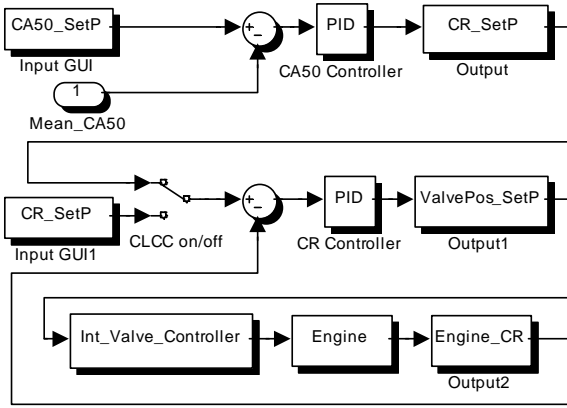 CA50_SetP
Input GUI
+
−
PID
CA50 Controller
CR_SetP
Output
1
Mean_CA50
CR_SetP
Input GUI1
CLCC on/off
+
−
PID
CR Controller
ValvePos_SetP
Output1
Int_Valve_Controller
Engine
Engine_CR
Output2